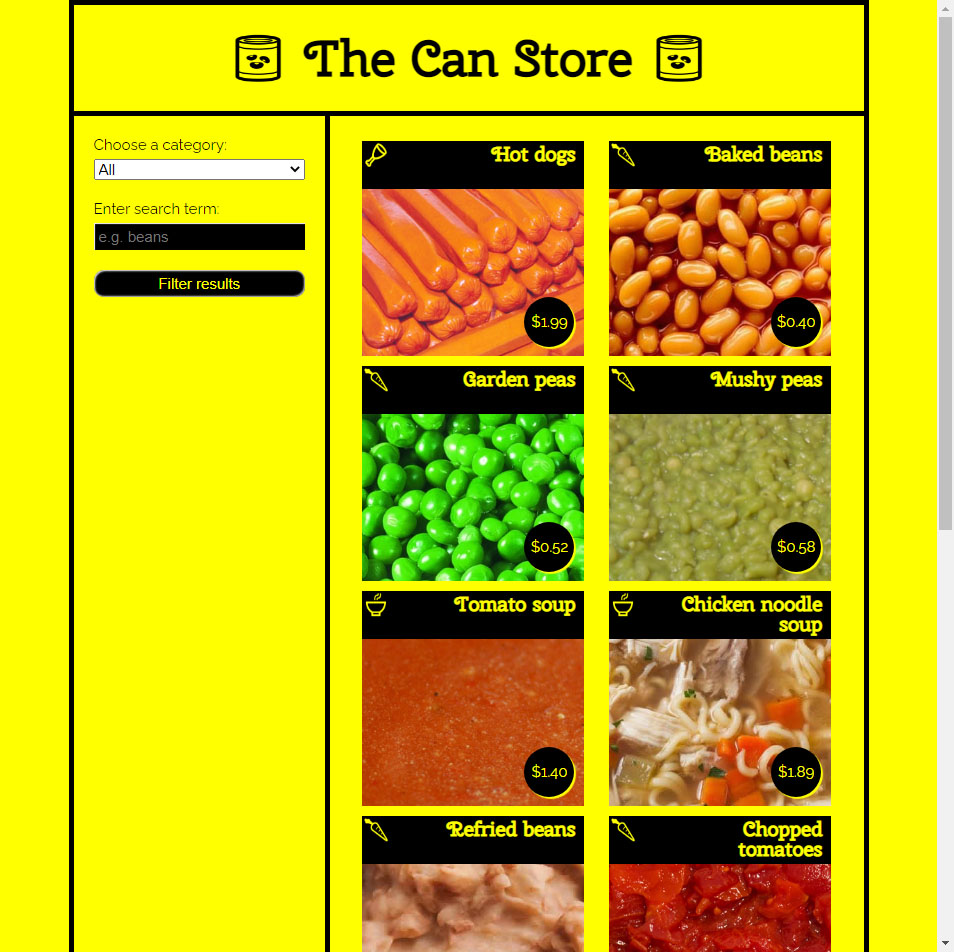 The Can Store
Choose a category:
All
Enter search term:
e.g. beans
Filter results
Hot dogs
$1.99
Baked beans
$0.40
Garden peas
$0.52
Mushy peas
$0.58
Tomato soup
$1.40
Chicken noodle
soup
$1.89
Refried beans
Chopped
tomatoes